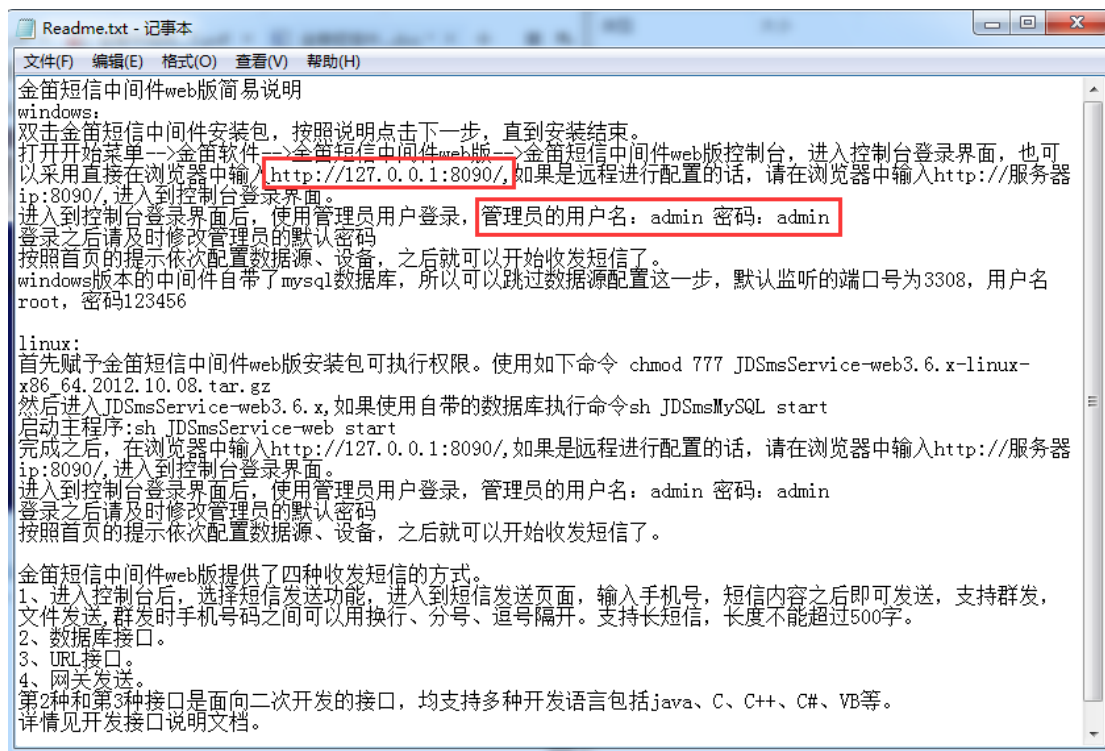 Readme.txt - 记事本
文件(F) 编辑(E) 格式(O) 查看(V) 帮助(H)
金笛短信中间件web版简易说明
windows:
双击金笛短信中间件安装包，按照说明点击下一步，直到安装结束。
打开开始菜单-->金笛软件-->金笛短信中间件web版-->金笛短信中间件web版控制台，进入控制台登录界面，也可
以采用直接在浏览器中输入http://127.0.0.1:8090/,如果是远程进行配置的话，请在浏览器中输入http://服务器
ip:8090/,进入到控制台登录界面。
进入到控制台登录界面后，使用管理员用户登录，管理员的用户名：admin 密码：admin
登录之后请及时修改管理员的默认密码
按照首页的提示依次配置数据源、设备，之后就可以开始收发短信了。
windows版本的中间件自带了mysql数据库，所以可以跳过数据源配置这一步，默认监听的端口号为3308，用户名
root，密码123456
linux:
首先赋予金笛短信中间件web版安装包可执行权限。使用如下命令 chmod 777 JDSmsService-web3.6.x-linux-
x86_64.2012.10.08.tar.gz
然后进入JDSmsService-web3.6.x,如果使用自带的数据库执行命令sh JDSmsMySQL start
启动主程序:sh JDSmsService-web start
完成之后，在浏览器中输入http://127.0.0.1:8090/,如果是远程进行配置的话，请在浏览器中输入http://服务器
ip:8090/,进入到控制台登录界面。
进入到控制台登录界面后，使用管理员用户登录，管理员的用户名：admin 密码：admin
登录之后请及时修改管理员的默认密码
按照首页的提示依次配置数据源、设备，之后就可以开始收发短信了。
金笛短信中间件web版提供了四种收发短信的方式。
1、进入控制台后，选择短信发送功能，进入到短信发送页面，输入手机号，短信内容之后即可发送，支持群发，
文件发送,群发时手机号码之间可以用换行、分号、逗号隔开。支持长短信，长度不能超过500字。
2、数据库接口。
3、URL接口。
4、网关发送。
第2种和第3种接口是面向二次开发的接口，均支持多种开发语言包括java、C、C++、C#、VB等。
详情见开发接口说明文档。